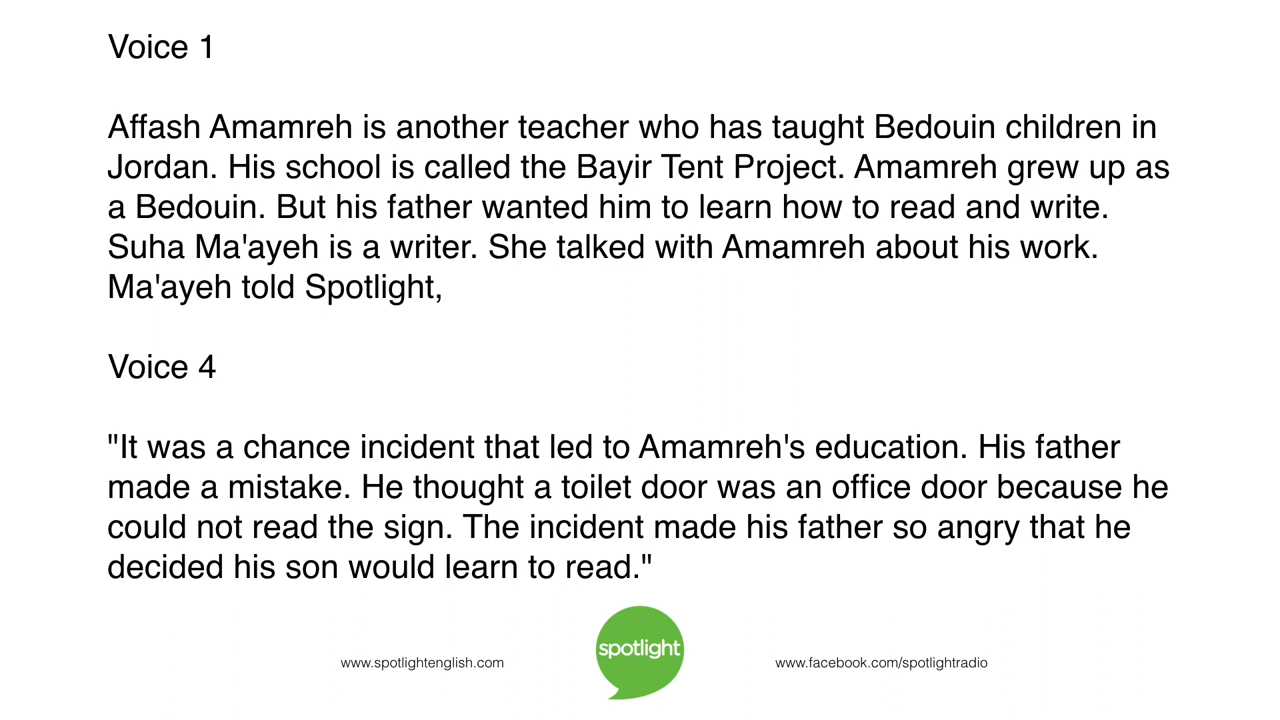 Voice 1
Affash Amamreh is another teacher who has taught Bedouin children in
Jordan. His school is called the Bayir Tent Project. Amamreh grew up as
a Bedouin. But his father wanted him to learn how to read and write.
Suha Ma'ayeh is a writer. She talked with Amamreh about his work.
Ma'ayeh told Spotlight,
Voice 4
"It was a chance incident that led to Amamreh's education. His father
made a mistake. He thought a toilet door was an office door because he
could not read the sign. The incident made his father so angry that he
decided his son would learn to read."
www.spotlightenglish.com
spotlight
www.facebook.com/spotlightradio